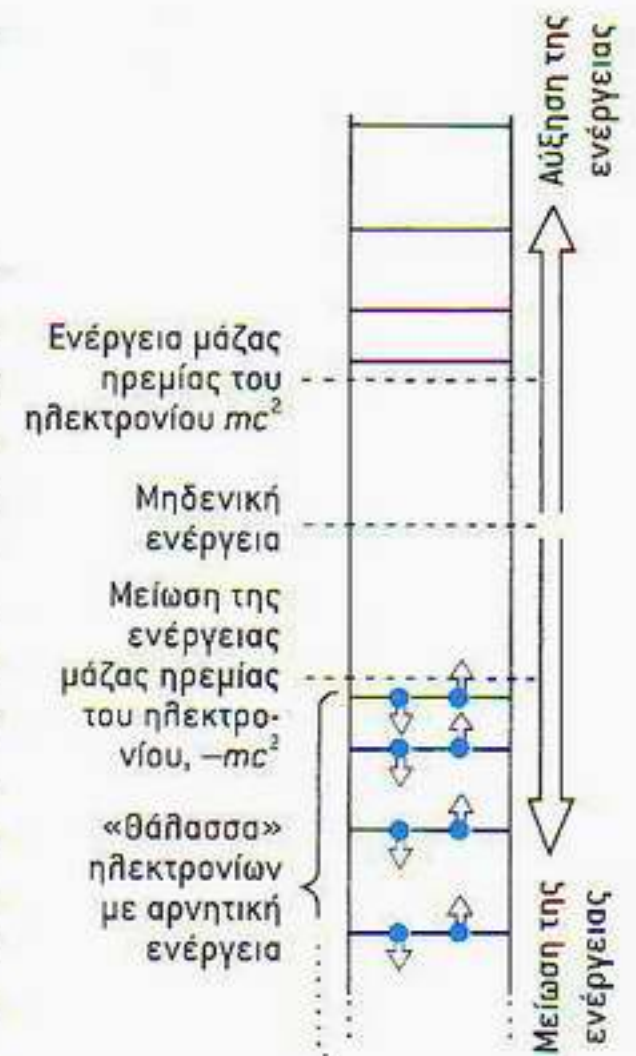 Αύξηση της
ενέργειας
Ενέργεια μάζας
ηρεμίας του
ηλεκτρονίου mc²
Μηδενική
ενέργεια
Μείωση της
ενέργειας
μάζας ηρεμίας
του ηλεκτρο-
νίου, –mc²
«θάλασσα»
ηλεκτρονίων
με αρνητική
ενέργεια
Μείωση της
ενέργειας